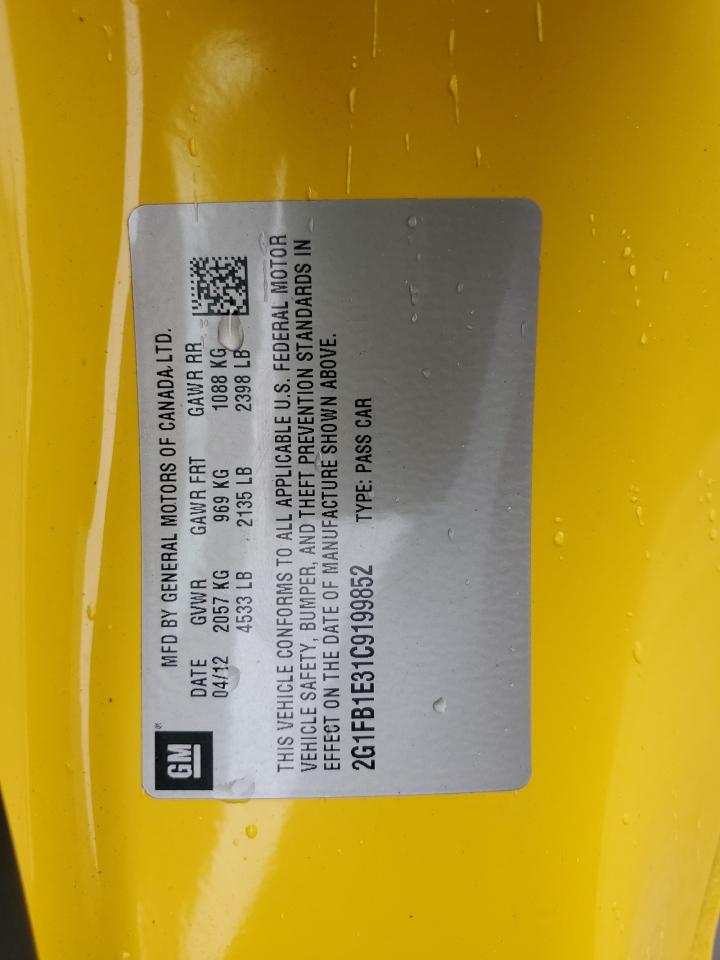 GM®
MFD BY GENERAL MOTORS OF CANADA LTD.
DATE GVWR GAWR FRT GAWR RR
04/12 2057 KG 969 KG 1088 KG
4533 LB 2135 LB 2398 LB
THIS VEHICLE CONFORMS TO ALL APPLICABLE U.S. FEDERAL MOTOR
VEHICLE SAFETY, BUMPER, AND THEFT PREVENTION STANDARDS IN
EFFECT ON THE DATE OF MANUFACTURE SHOWN ABOVE.
2G1FB1E31C9199852 TYPE: PASS CAR